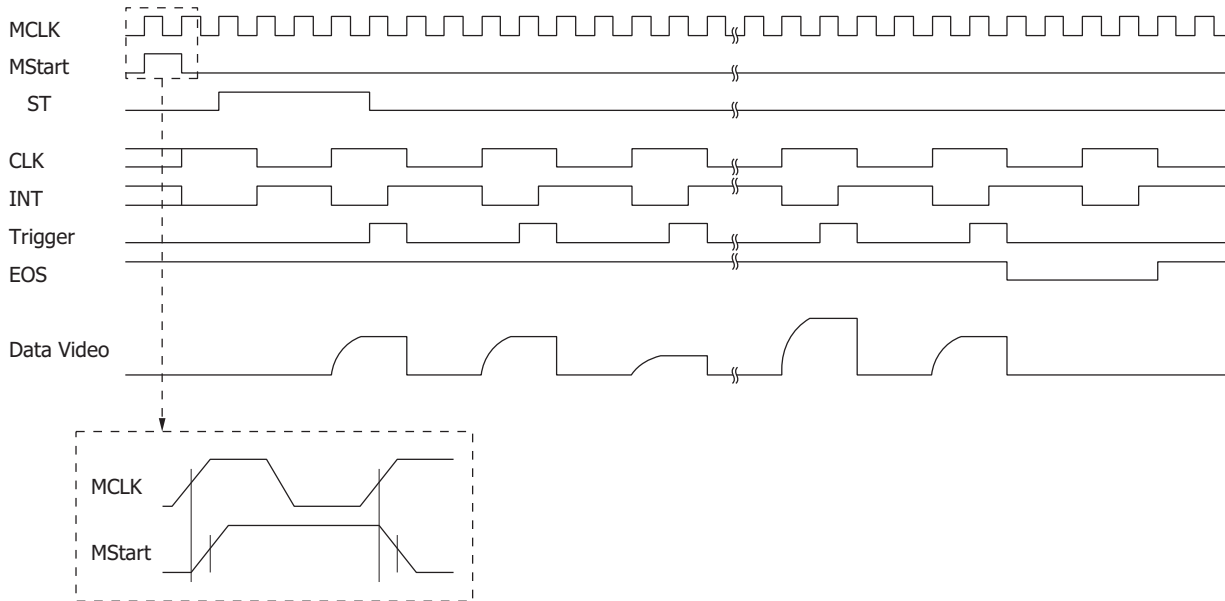 MCLK
MStart
ST
CLK
INT
Trigger
EOS
Data Video
MCLK
MStart